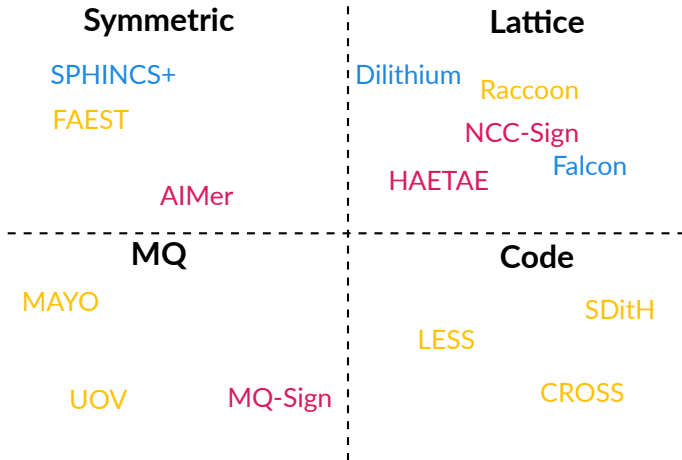 Symmetric
SPHINCS+
FAEST
AIMer
Lattice
Dilithium
Raccoon
NCC-Sign
Falcon
HAETAE
MQ
MAYO
UOV
MQ-Sign
Code
SDitH
LESS
CROSS